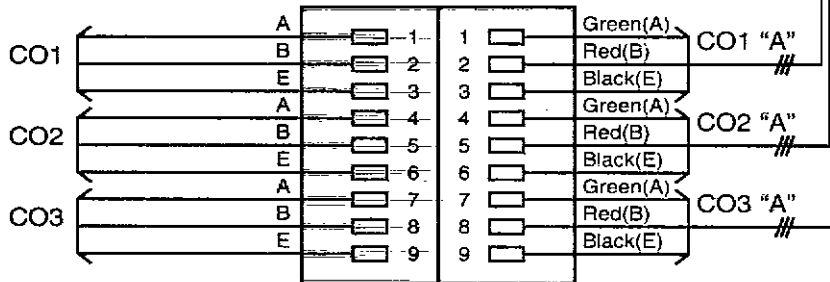 A 1 1 Green(A)
CO1 B 2 2 Red(B) CO1 “A”
E 3 3 Black(E)
A 4 4 Green(A)
CO2 B 5 5 Red(B) CO2 “A”
E 6 6 Black(E)
A 7 7 Green(A)
CO3 B 8 8 Red(B) CO3 “A”
E 9 9 Black(E)